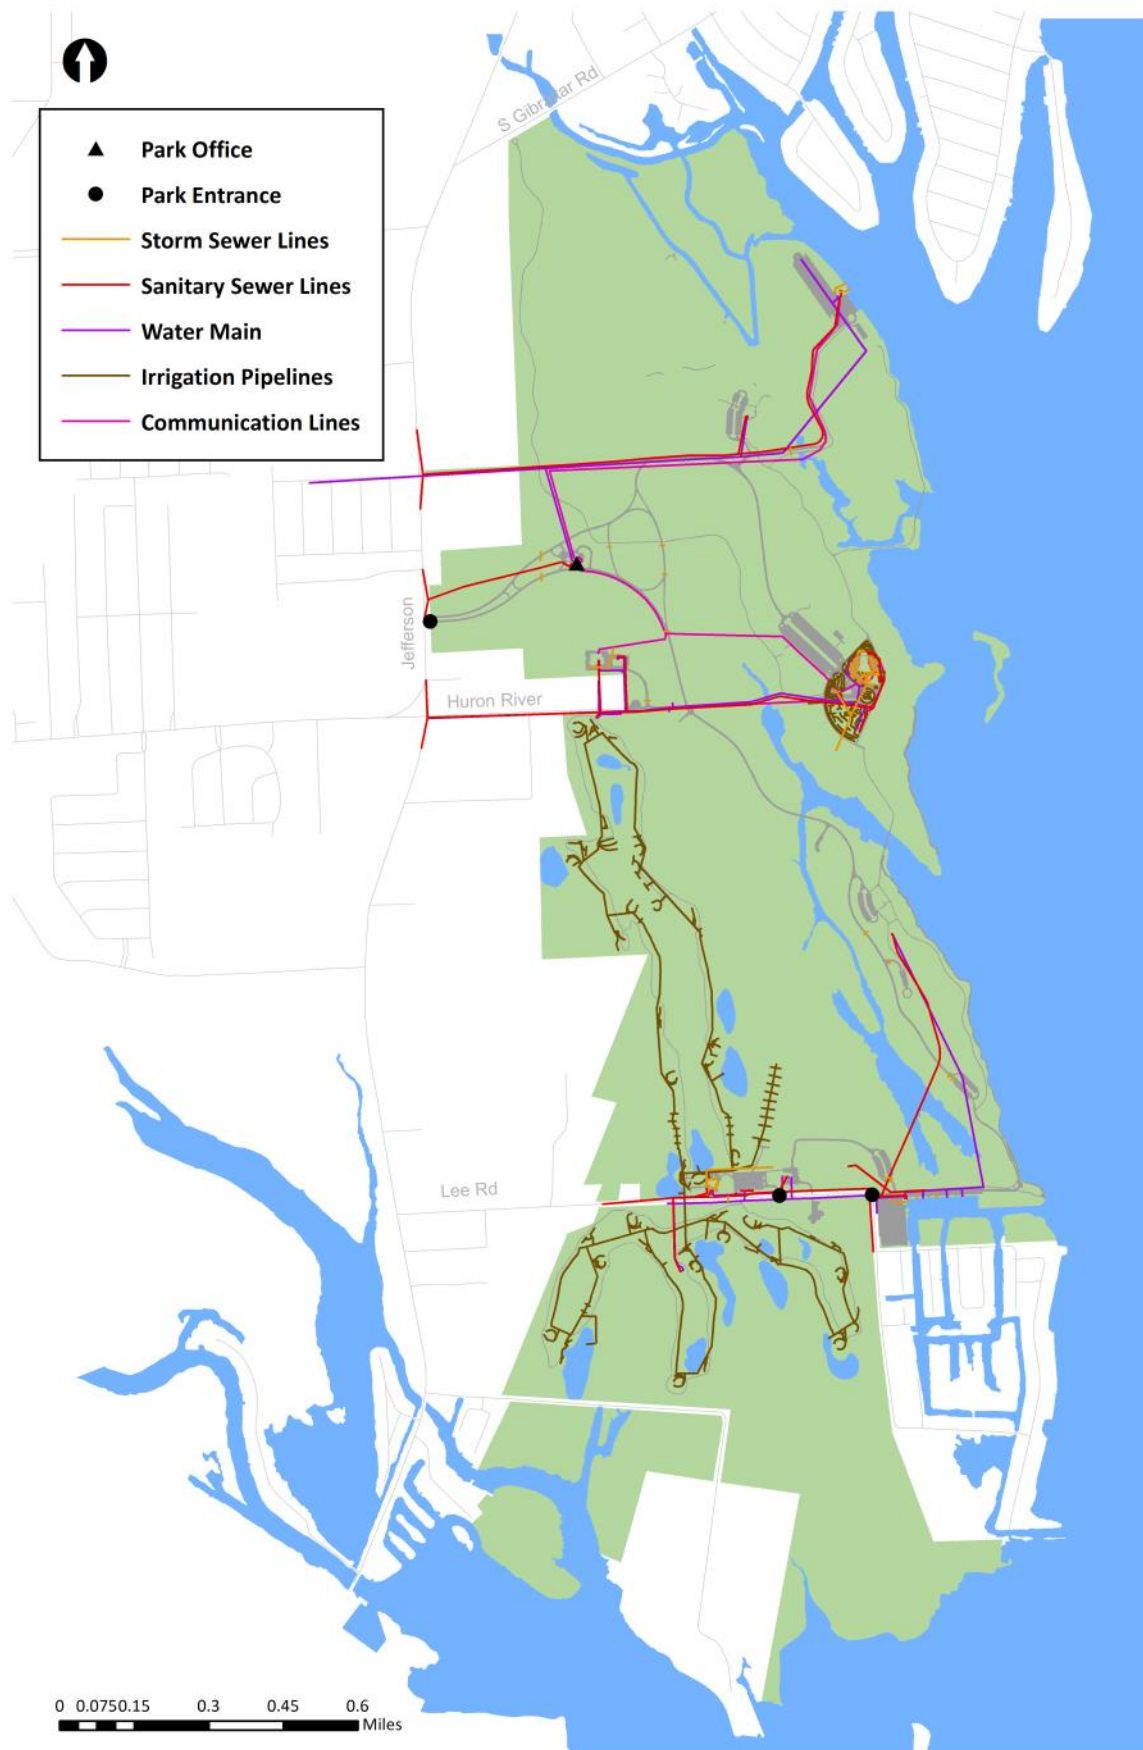 S Gibraltar Rd
Park Office
Park Entrance
Storm Sewer Lines
Sanitary Sewer Lines
Water Main
Irrigation Pipelines
Communication Lines
Jefferson
Huron River
Lee Rd
0 0.0750.15 0.3 0.45 0.6
Miles